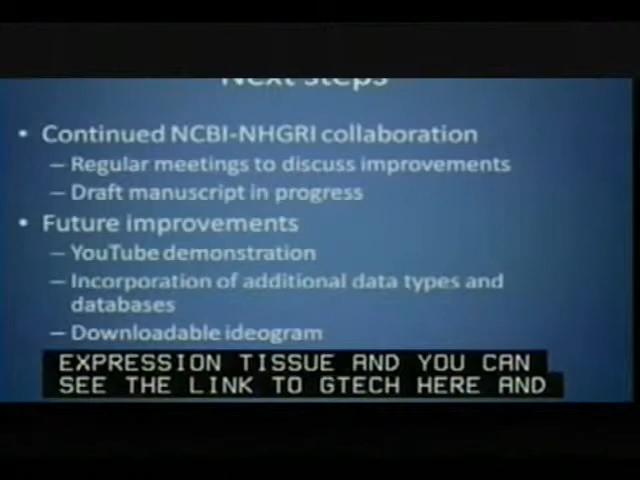 Next steps
• Continued NCBI-NHGRI collaboration
– Regular meetings to discuss improvements
– Draft manuscript in progress
• Future improvements
– YouTube demonstration
– Incorporation of additional data types and
databases
– Downloadable ideogram
EXPRESSION TISSUE AND YOU CAN
SEE THE LINK TO GTECH HERE AND